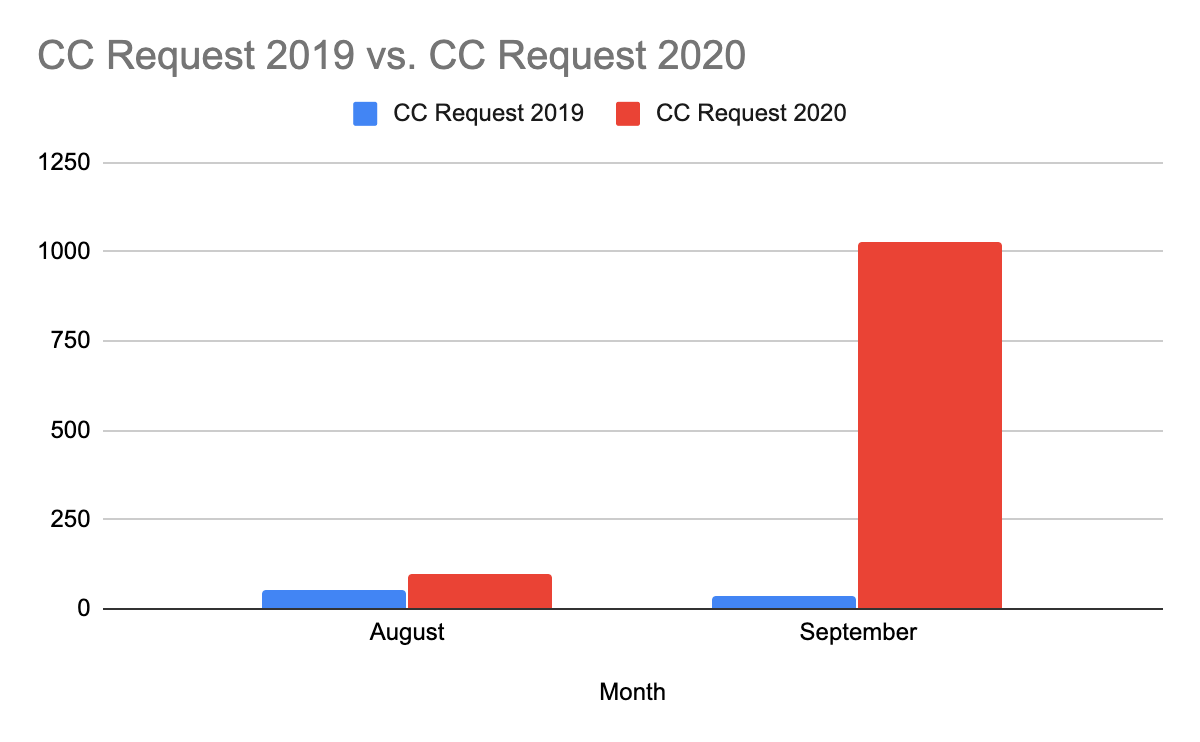 CC Request 2019 vs. CC Request 2020
CC Request 2019 CC Request 2020
1250
1000
750
500
250
0
August September
Month